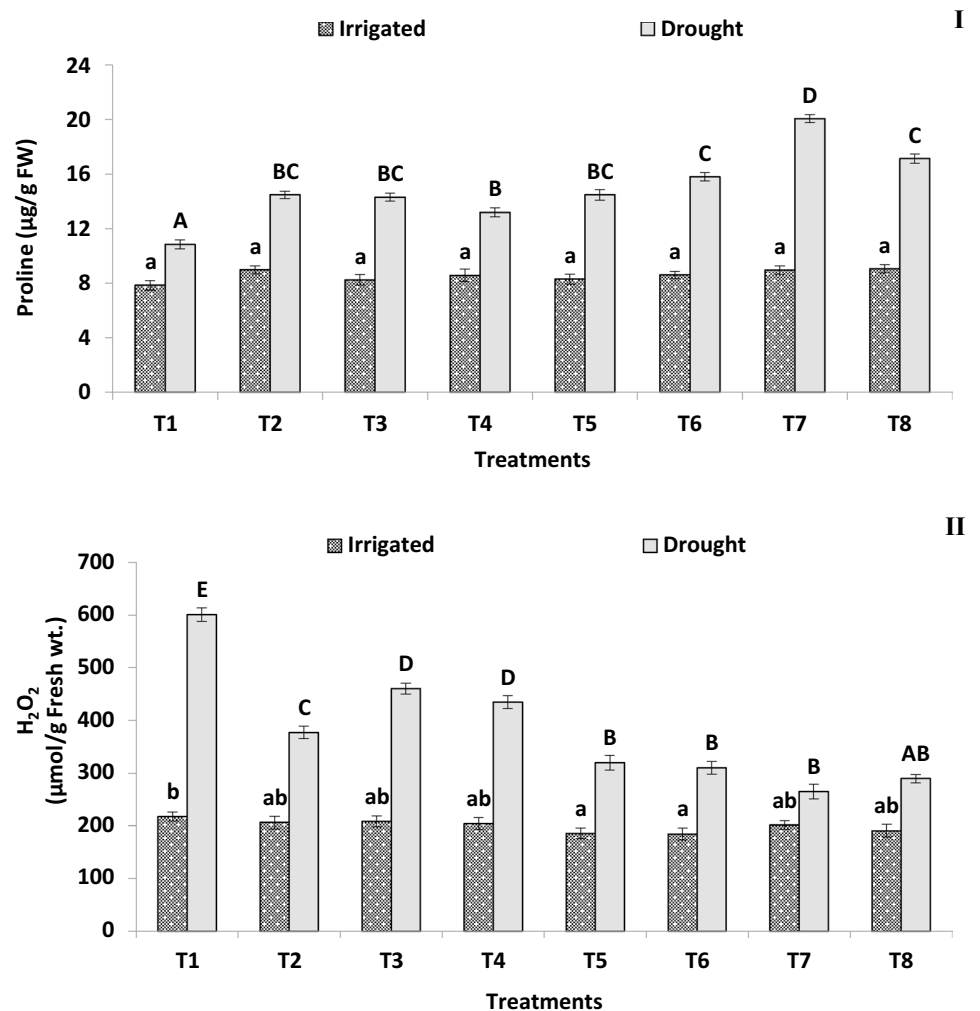 I
Irrigated Drought
Proline (µg/g FW)
24
20
16
12
8
4
0
a A a BC a BC a B a BC a C a D a C
T1 T2 T3 T4 T5 T6 T7 T8
Treatments
II
Irrigated Drought
H₂O₂
(µmol/g Fresh wt.)
700
600
500
400
300
200
100
0
b E ab C ab D ab D a B a B ab B ab AB
T1 T2 T3 T4 T5 T6 T7 T8
Treatments